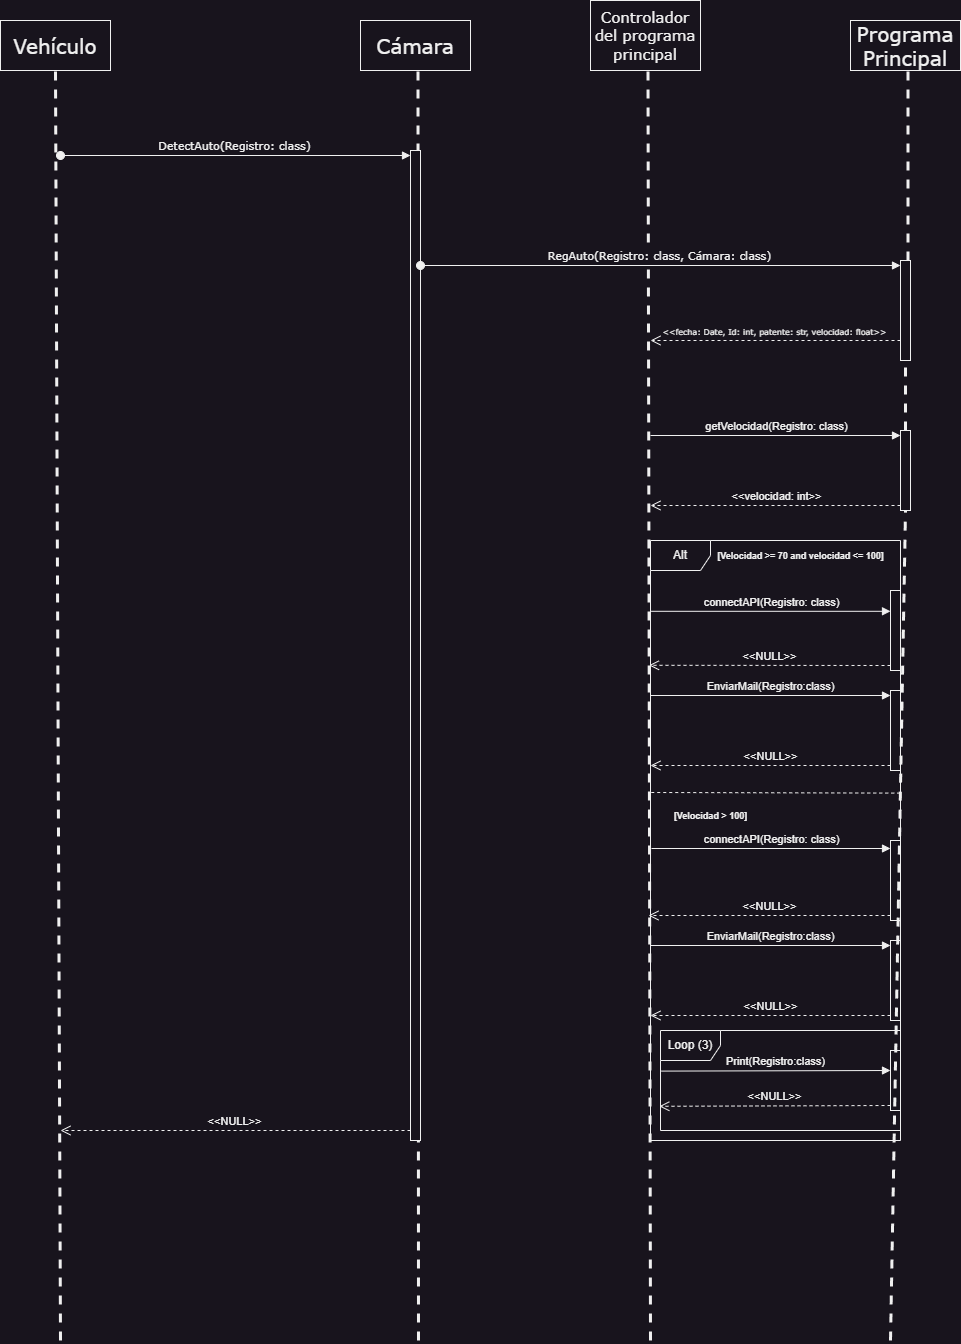 Vehículo
Cámara
Controlador
del programa
principal
Programa
Principal
DetectAuto(Registro: class)
RegAuto(Registro: class, Cámara: class)
<<fecha: Date, Id: int, patente: str, velocidad: float>>
getVelocidad(Registro: class)
<<velocidad: int>>
Alt
[Velocidad >= 70 and velocidad <= 100]
connectAPI(Registro: class)
<<NULL>>
EnviarMail(Registro:class)
<<NULL>>
[Velocidad > 100]
connectAPI(Registro: class)
<<NULL>>
EnviarMail(Registro:class)
<<NULL>>
Loop (3)
Print(Registro:class)
<<NULL>>
<<NULL>>